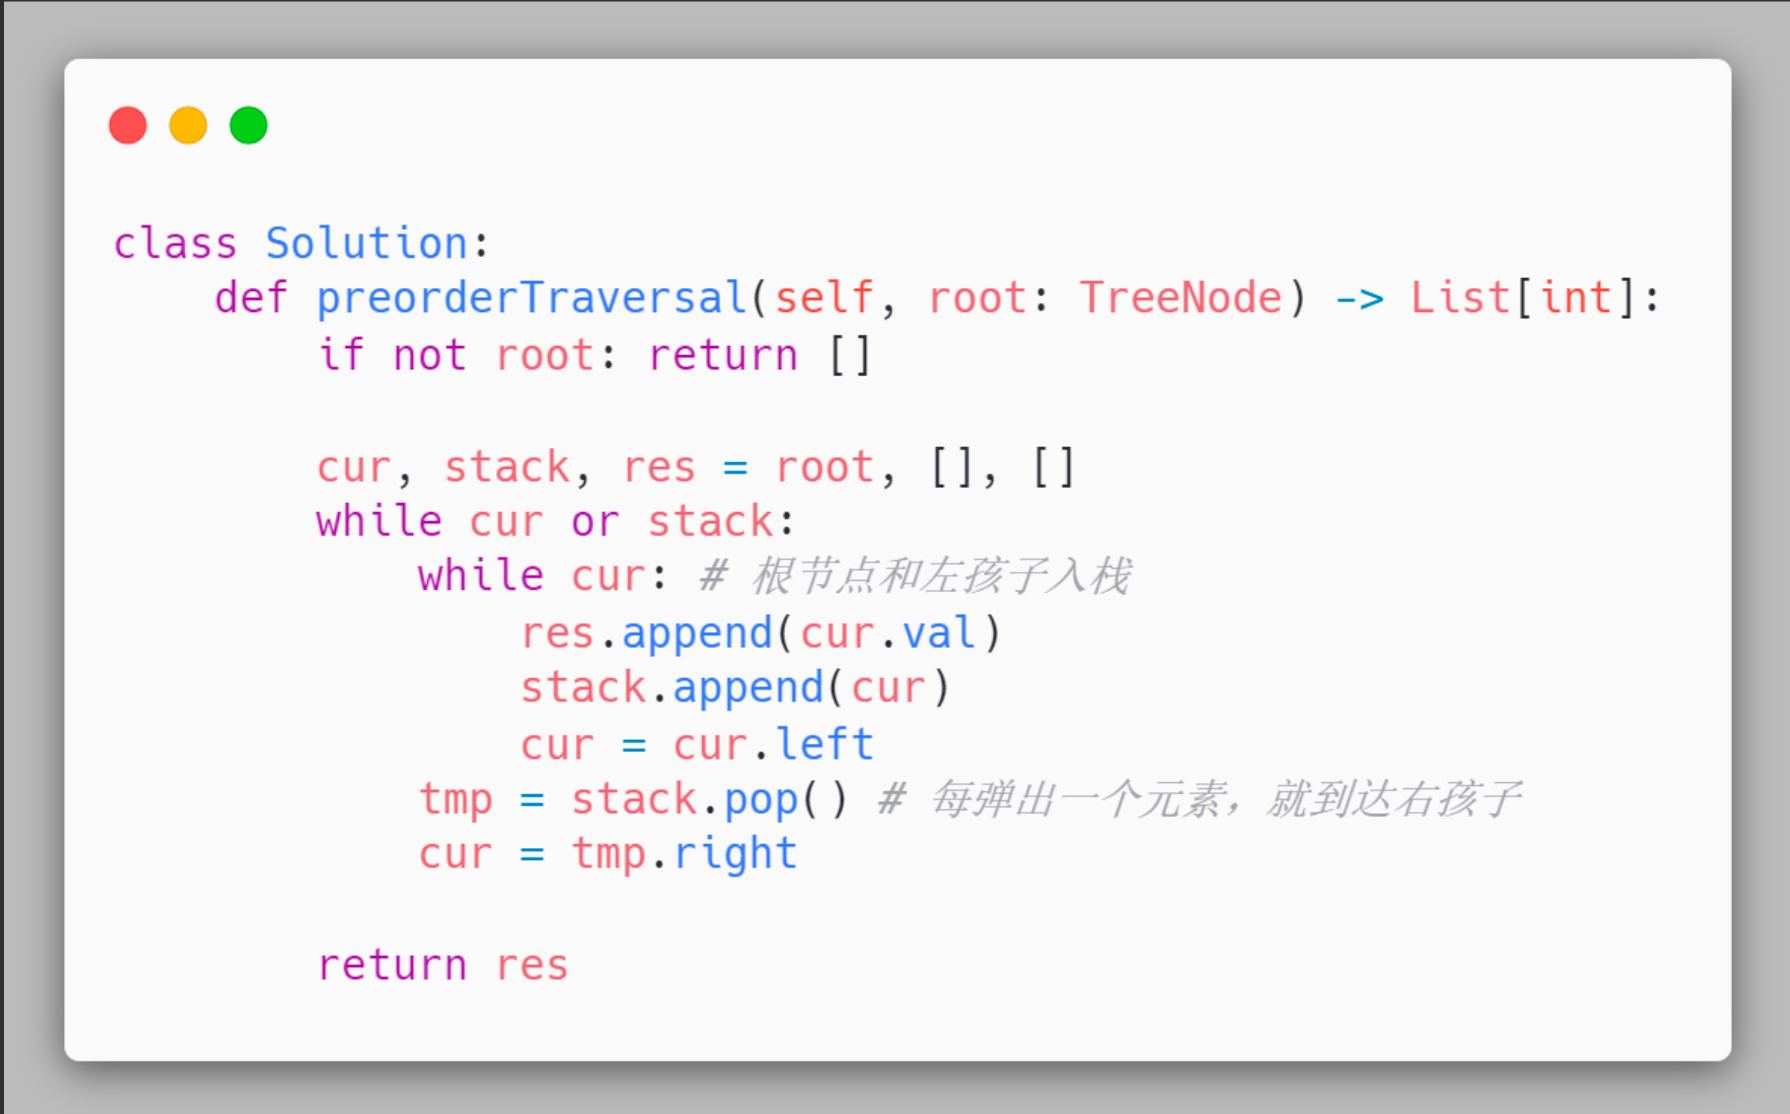 class Solution:
    def preorderTraversal(self, root: TreeNode) -> List[int]:
        if not root: return []
        cur, stack, res = root, [], []
        while cur or stack:
            while cur: # 根节点和左孩子入栈
                res.append(cur.val)
                stack.append(cur)
                cur = cur.left
            tmp = stack.pop() # 每弹出一个元素，就到达右孩子
            cur = tmp.right
        return res